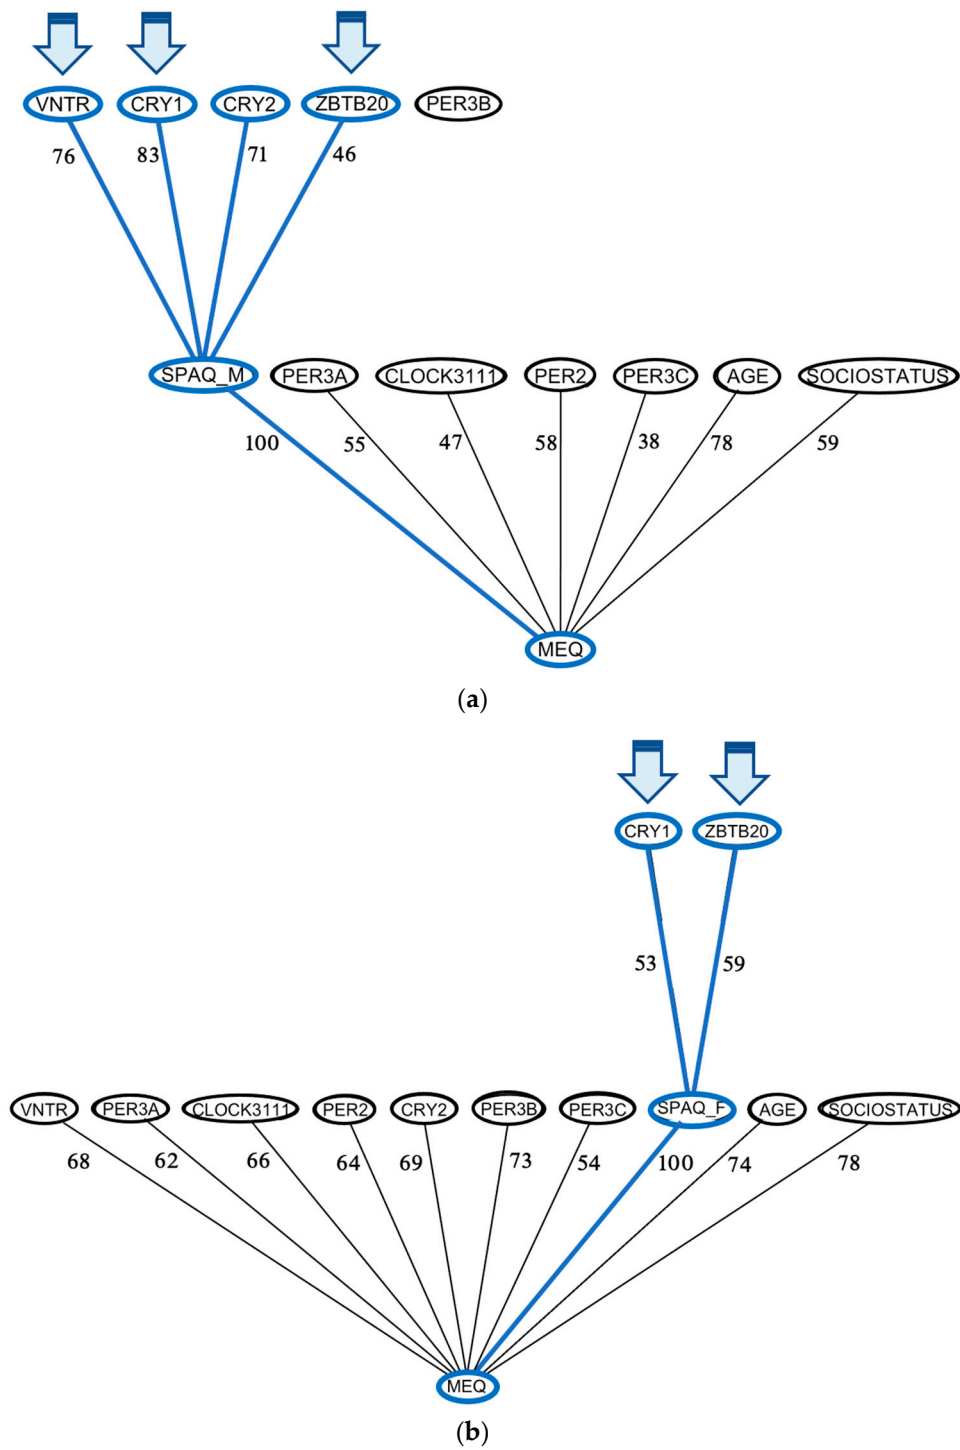 VNTR CRY1 CRY2 ZBTB20 PER3B
76 83 71 46
SPAQ_M PER3A CLOCK3111 PER2 PER3C AGE SOCIOSTATUS
100 55 47 58 38 78 59
MEQ
(a)
CRY1 ZBTB20
53 59
VNTR PER3A CLOCK3111 PER2 CRY2 PER3B PER3C SPAQ_F AGE SOCIOSTATUS
68 62 66 64 69 73 54 100 74 78
MEQ
(b)